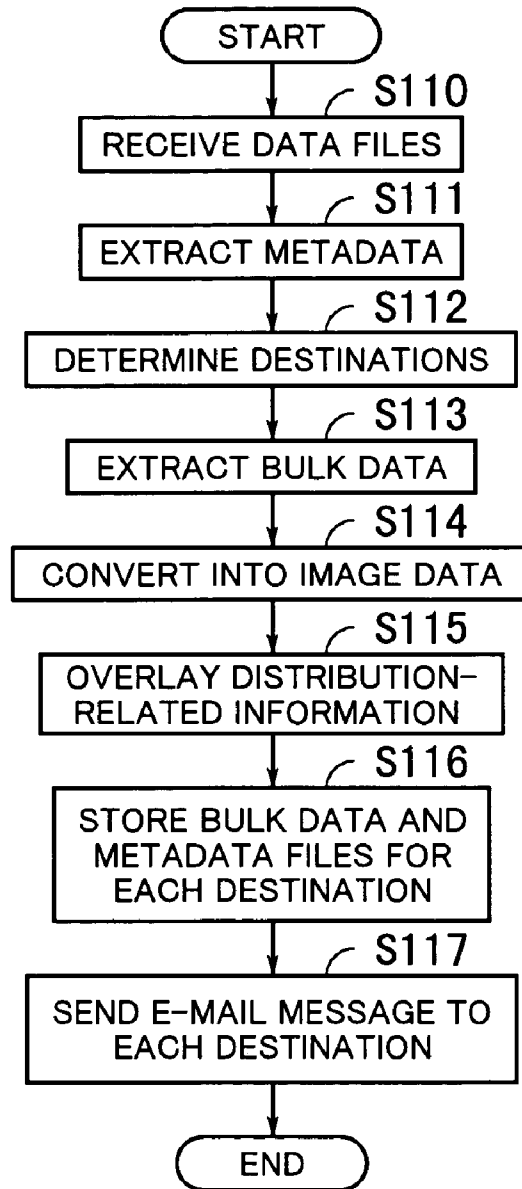 START
S110
RECEIVE DATA FILES
S111
EXTRACT METADATA
S112
DETERMINE DESTINATIONS
S113
EXTRACT BULK DATA
S114
CONVERT INTO IMAGE DATA
S115
OVERLAY DISTRIBUTION-
RELATED INFORMATION
S116
STORE BULK DATA AND
METADATA FILES FOR
EACH DESTINATION
S117
SEND E-MAIL MESSAGE TO
EACH DESTINATION
END